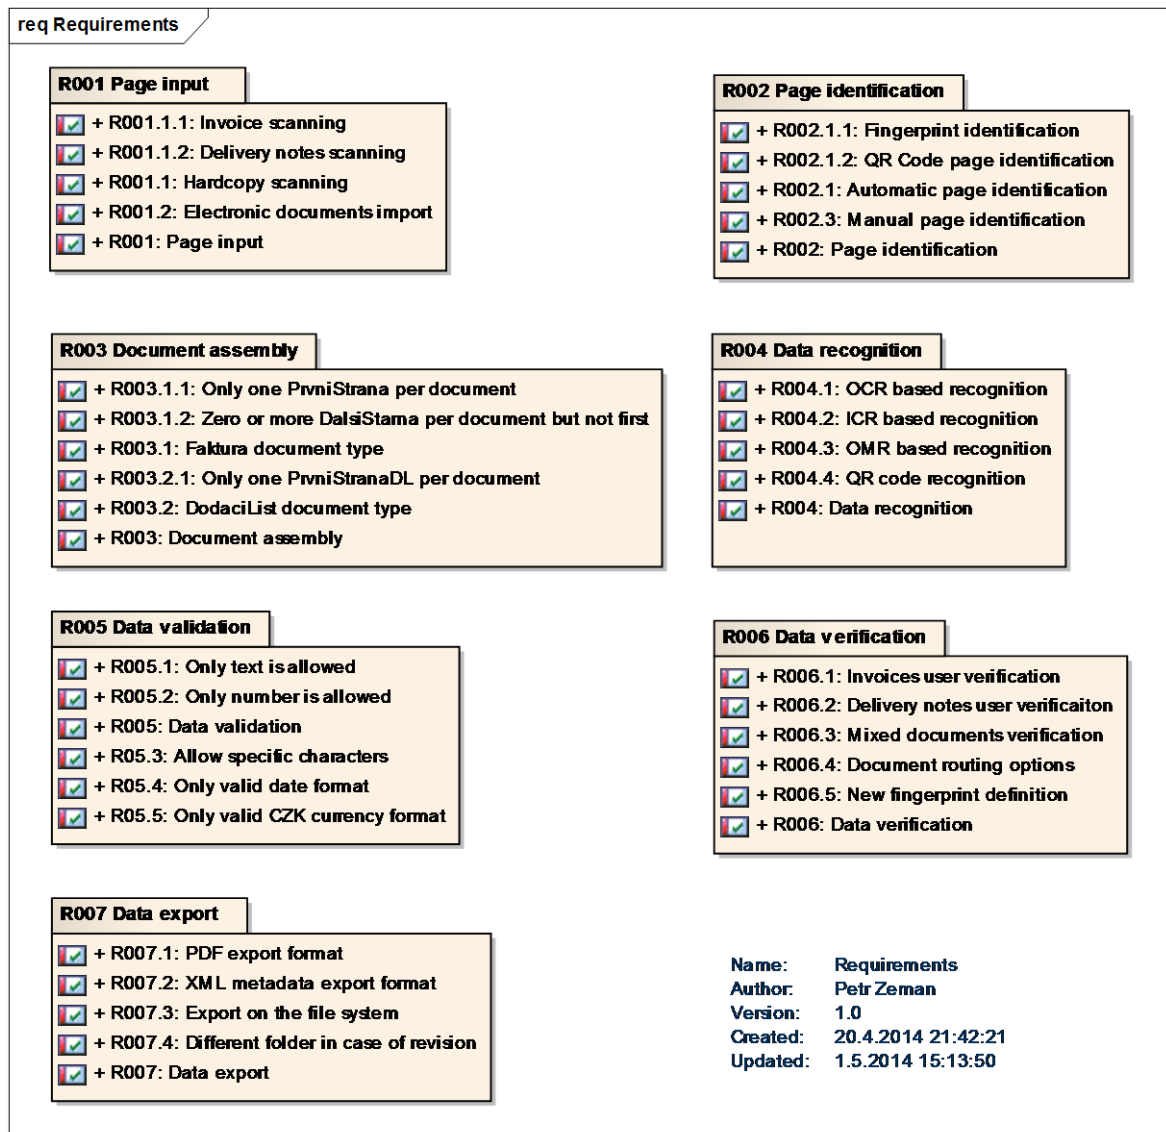 req Requirements
R001 Page input
+ R001.1.1: Invoice scanning
+ R001.1.2: Delivery notes scanning
+ R001.1: Hardcopy scanning
+ R001.2: Electronic documents import
+ R001: Page input
R002 Page identification
+ R002.1.1: Fingerprint identification
+ R002.1.2: QR Code page identification
+ R002.1: Automatic page identification
+ R002.3: Manual page identification
+ R002: Page identification
R003 Document assembly
+ R003.1.1: Only one PrvniStrana per document
+ R003.1.2: Zero or more DalsiStarna per document but not first
+ R003.1: Faktura document type
+ R003.2.1: Only one PrvniStranaDL per document
+ R003.2: DodaciList document type
+ R003: Document assembly
R004 Data recognition
+ R004.1: OCR based recognition
+ R004.2: ICR based recognition
+ R004.3: OMR based recognition
+ R004.4: QR code recognition
+ R004: Data recognition
R005 Data validation
+ R005.1: Only text is allowed
+ R005.2: Only number is allowed
+ R005: Data validation
+ R05.3: Allow specific characters
+ R05.4: Only valid date format
+ R05.5: Only valid CZK currency format
R006 Data verification
+ R006.1: Invoices user verification
+ R006.2: Delivery notes user verificaiton
+ R006.3: Mixed documents verification
+ R006.4: Document routing options
+ R006.5: New fingerprint definition
+ R006: Data verification
R007 Data export
+ R007.1: PDF export format
+ R007.2: XML metadata export format
+ R007.3: Export on the file system
+ R007.4: Different folder in case of revision
+ R007: Data export
Name: Requirements
Author: Petr Zeman
Version: 1.0
Created: 20.4.2014 21:42:21
Updated: 1.5.2014 15:13:50